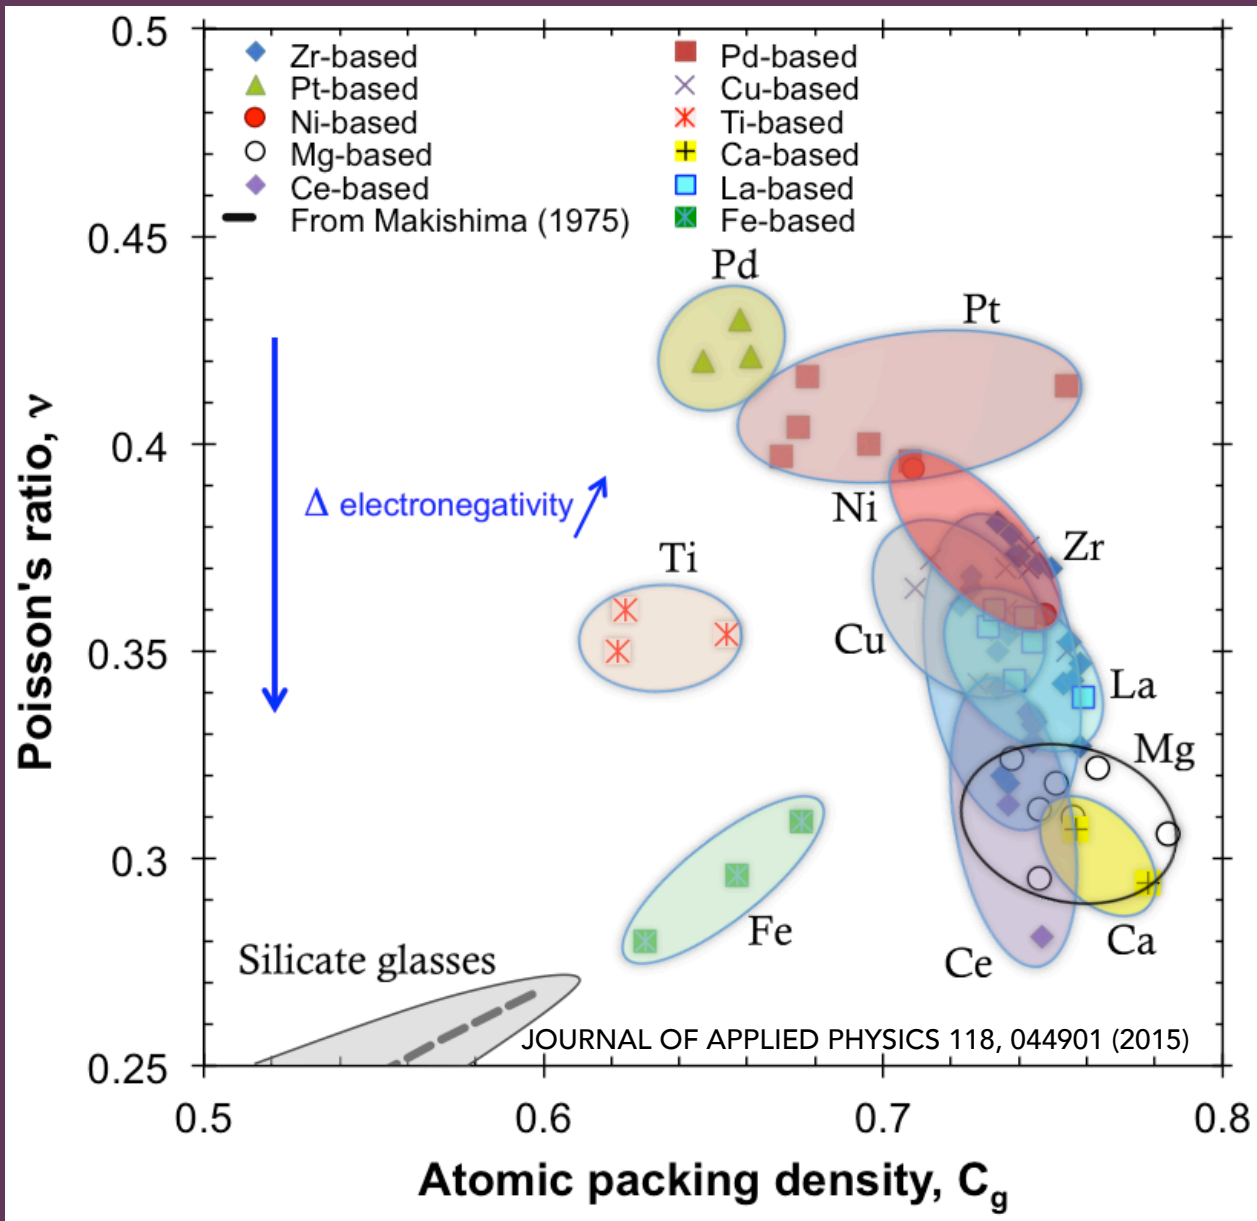 0.5
0.45
0.4
0.35
0.3
0.25
Poisson's ratio, ν
Zr-based
Pt-based
Ni-based
Mg-based
Ce-based
From Makishima (1975)
Pd-based
Cu-based
Ti-based
Ca-based
La-based
Fe-based
Pd
Pt
Δ electronegativity
Ni
Zr
Ti
Cu
La
Mg
Fe
Ca
Ce
Silicate glasses
JOURNAL OF APPLIED PHYSICS 118, 044901 (2015)
0.5 0.6 0.7 0.8
Atomic packing density, Cg